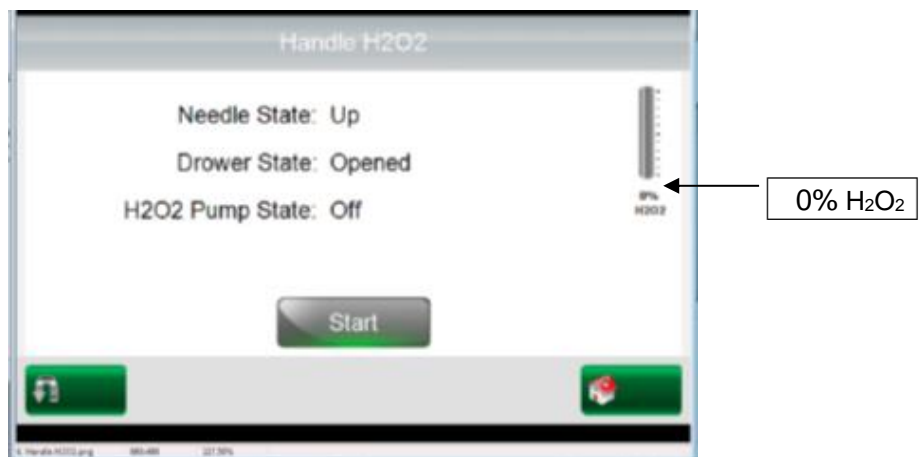 Handle H2O2
Needle State: Up
Drower State: Opened
H2O2 Pump State: Off
0%
H2O2
0% H₂O₂
Start